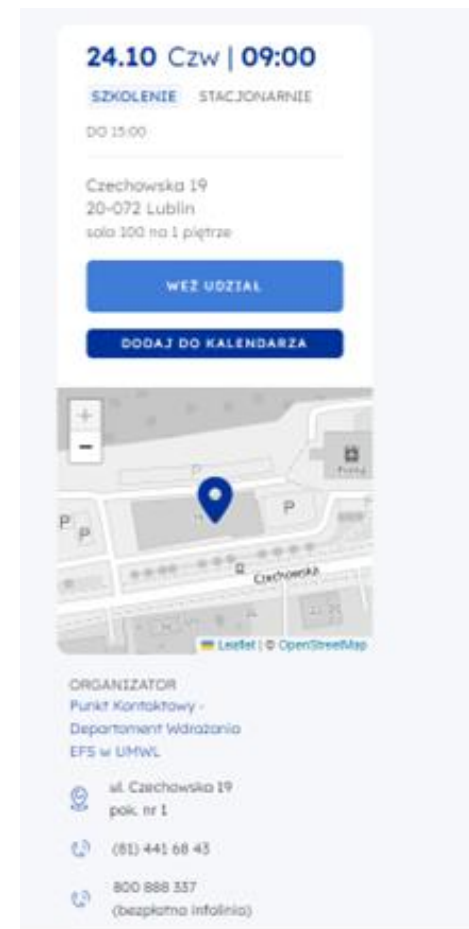 24.10 Czw | 09:00
SZKOLENIE STACJONARNIE
DO 15:00
Czechowska 19
20-072 Lublin
sala 100 na 1 piętrze
WEŹ UDZIAŁ
DODAJ DO KALENDARZA
+
−
P
P
P
P
Czechowska
Leaflet | © OpenStreetMap
ORGANIZATOR
Punkt Kontaktowy -
Departament Wdrażania
EFS w UMWL
ul. Czechowska 19
pok. nr 1
(81) 441 68 43
800 888 337
(bezpłatna infolinia)